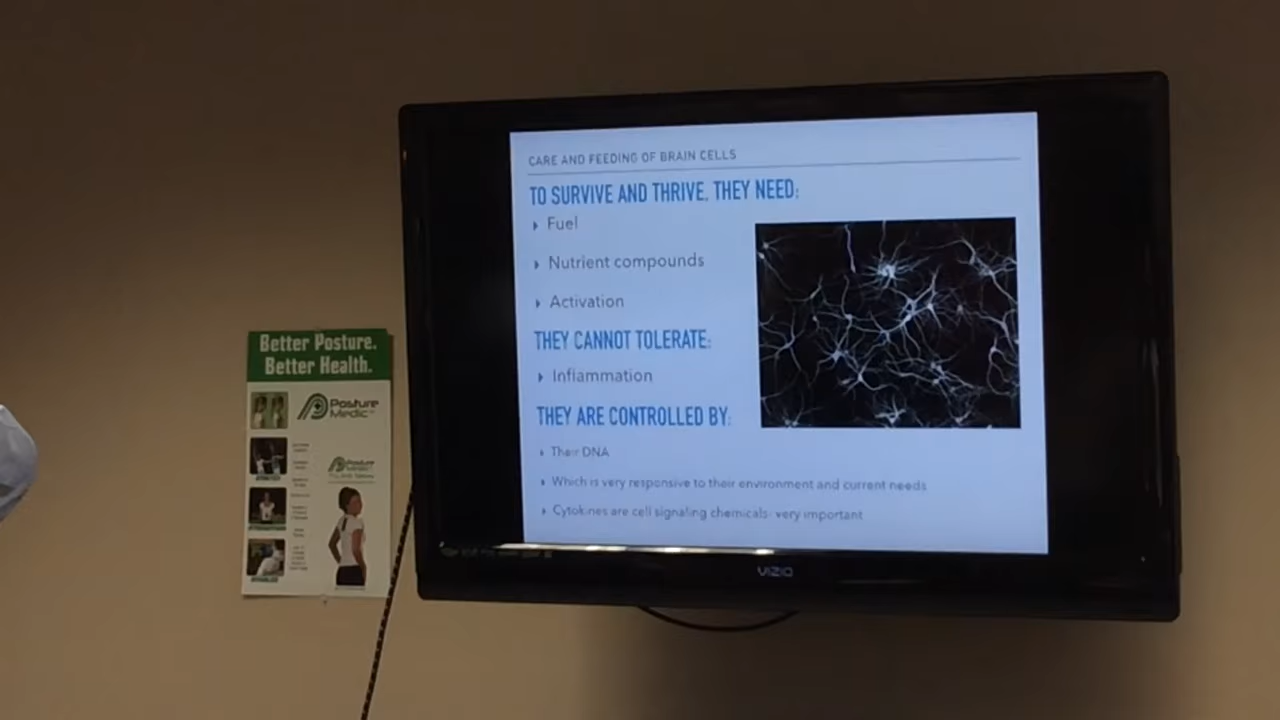 CARE AND FEEDING OF BRAIN CELLS
TO SURVIVE AND THRIVE, THEY NEED:
Fuel
Nutrient compounds
Activation
THEY CANNOT TOLERATE:
Inflammation
THEY ARE CONTROLLED BY:
Their DNA
Which is very responsive to their environment and current needs
Cytokines are cell signaling chemicals- very important
VIZIO
Better Posture.
Better Health.
Posture
Medic
Posture